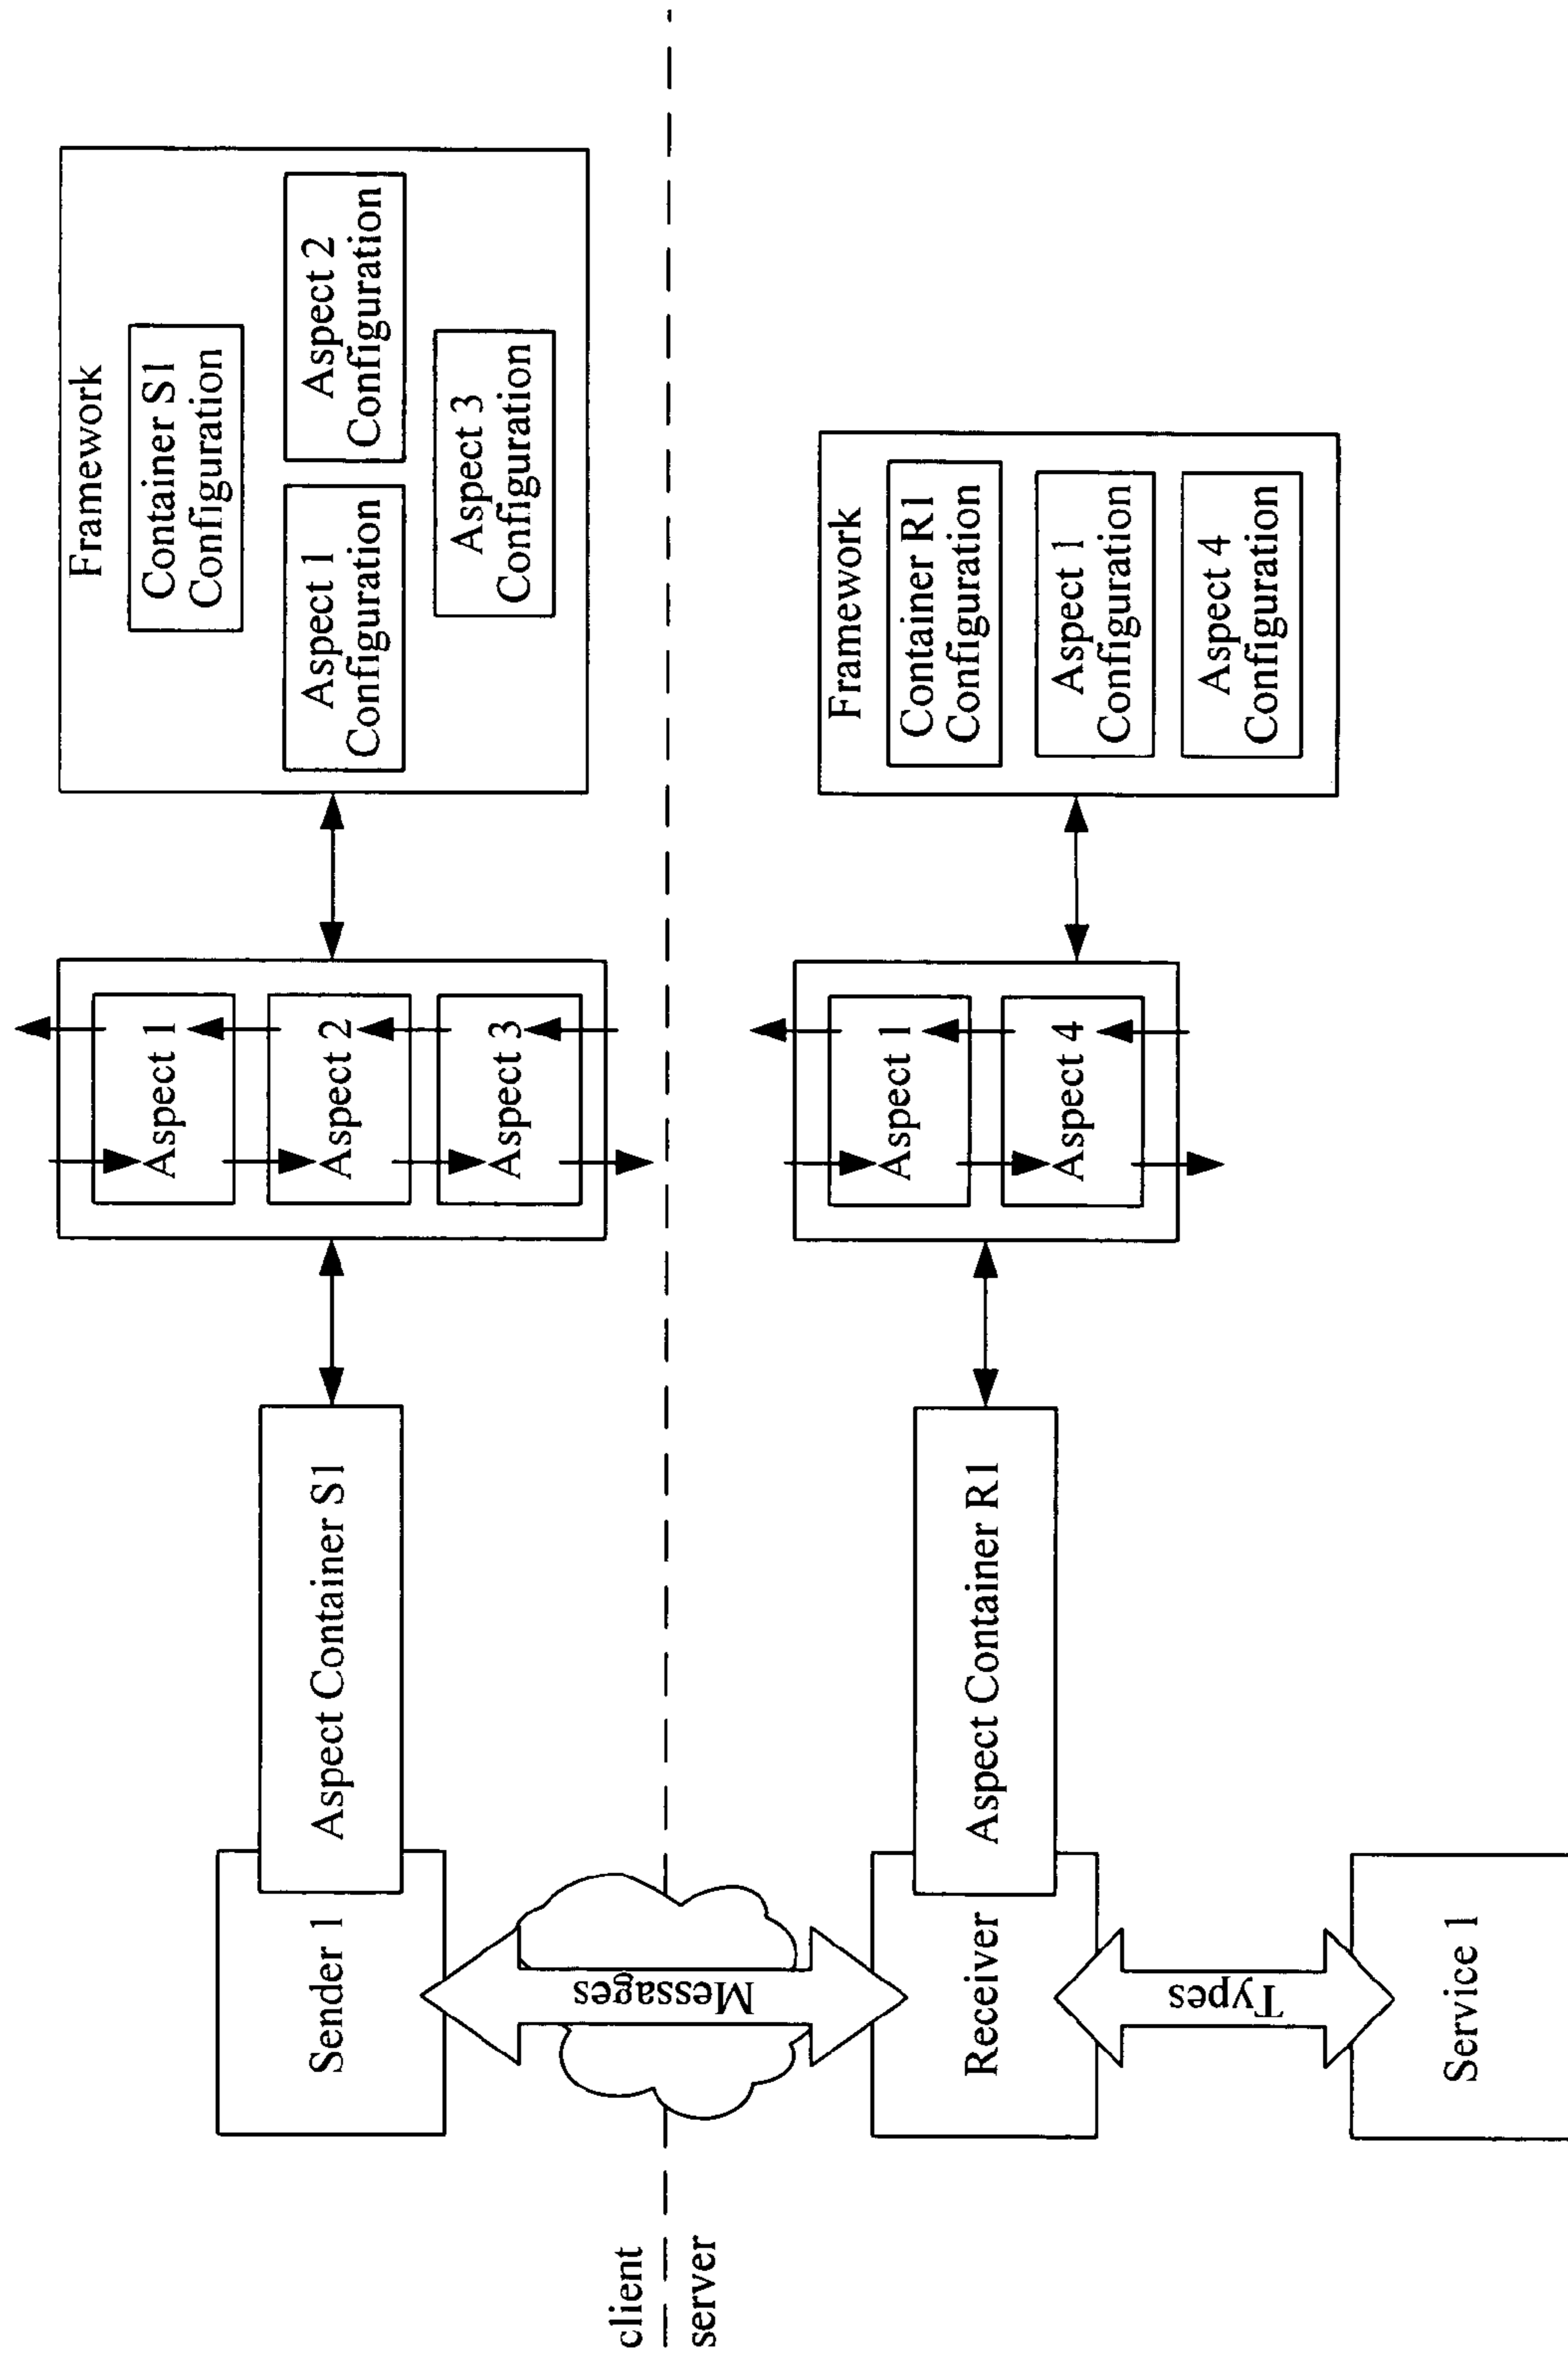 Framework
Container S1
Configuration
Aspect 1
Configuration
Aspect 2
Configuration
Aspect 3
Configuration
Aspect 1
Aspect 2
Aspect 3
Sender 1
Aspect Container S1
Messages
client
server
Framework
Container R1
Configuration
Aspect 1
Configuration
Aspect 4
Configuration
Aspect 1
Aspect 4
Receiver
Aspect Container R1
Types
Service 1